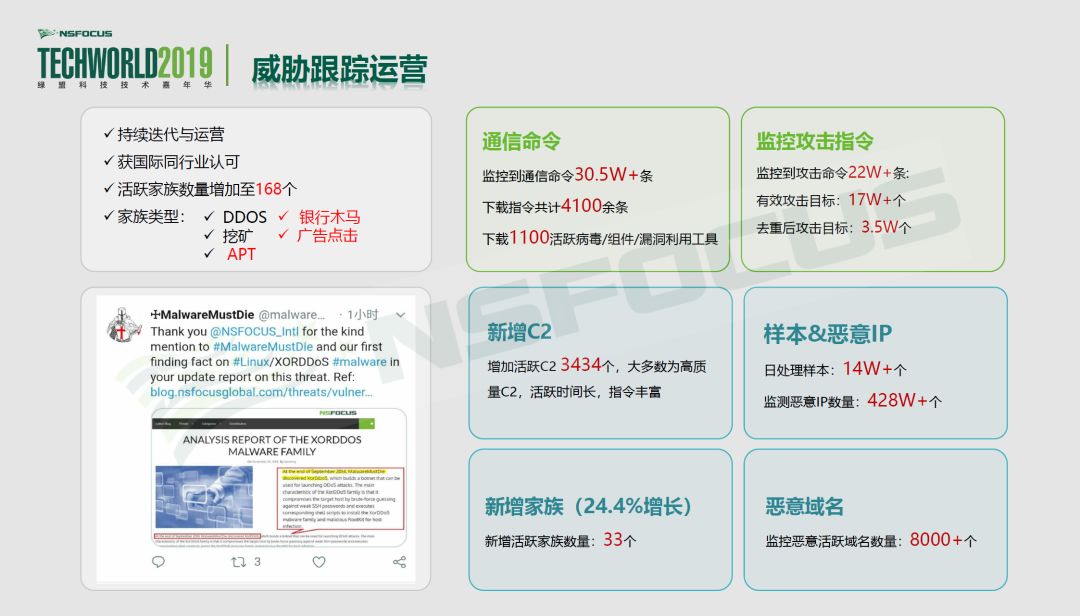 NSFOCUS
TECHWORLD2019
绿盟科技技术嘉年华
威胁跟踪运营
✓ 持续迭代与运营
✓ 获国际同行业认可
✓ 活跃家族数量增加至168个
✓ 家族类型：
✓ DDOS ✓ 银行木马
✓ 挖矿 ✓ 广告点击
✓ APT
通信命令
监控到通信命令30.5W+条
下载指令共计4100余条
下载1100活跃病毒/组件/漏洞利用工具
监控攻击指令
监控到攻击命令22W+条:
有效攻击目标：17W+个
去重后攻击目标：3.5W个
☩MalwareMustDie @malware... · 1小时
Thank you @NSFOCUS_Intl for the kind
mention to #MalwareMustDie and our first
finding fact on #Linux/XORDDoS #malware in
your update report on this threat. Ref:
blog.nsfocusglobal.com/threats/vulner...
NSFOCUS
ANALYSIS REPORT OF THE XORDDOS
MALWARE FAMILY
At the end of September 2014, MalwareMustDie
discovered XorDDoS, which builds a botnet that can be
used for launching DDoS attacks. The main
characteristic of the XorDDoS family is that it
compromises the target host by brute-force guessing
against weak SSH passwords and executes
corresponding shell scripts to install the XorDDoS
malware family and malicious RootKit for host
infection.
3
新增C2
增加活跃C2 3434个，大多数为高质
量C2，活跃时间长，指令丰富
样本&恶意IP
日处理样本：14W+个
监测恶意IP数量：428W+个
新增家族（24.4%增长）
新增活跃家族数量：33个
恶意域名
监控恶意活跃域名数量：8000+个
NSFOCUS